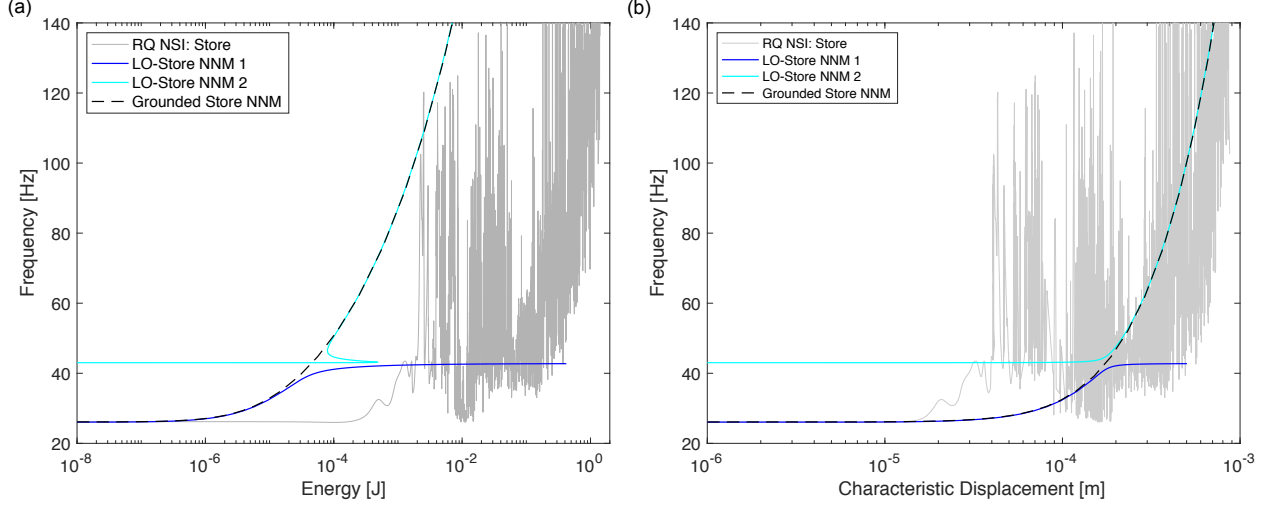 (a)
140
120
100
80
60
40
20
Frequency [Hz]
RQ NSI: Store
LO-Store NNM 1
LO-Store NNM 2
Grounded Store NNM
10^-8
10^-6
10^-4
10^-2
10^0
Energy [J]
(b)
140
120
100
80
60
40
20
Frequency [Hz]
RQ NSI: Store
LO-Store NNM 1
LO-Store NNM 2
Grounded Store NNM
10^-6
10^-5
10^-4
10^-3
Characteristic Displacement [m]